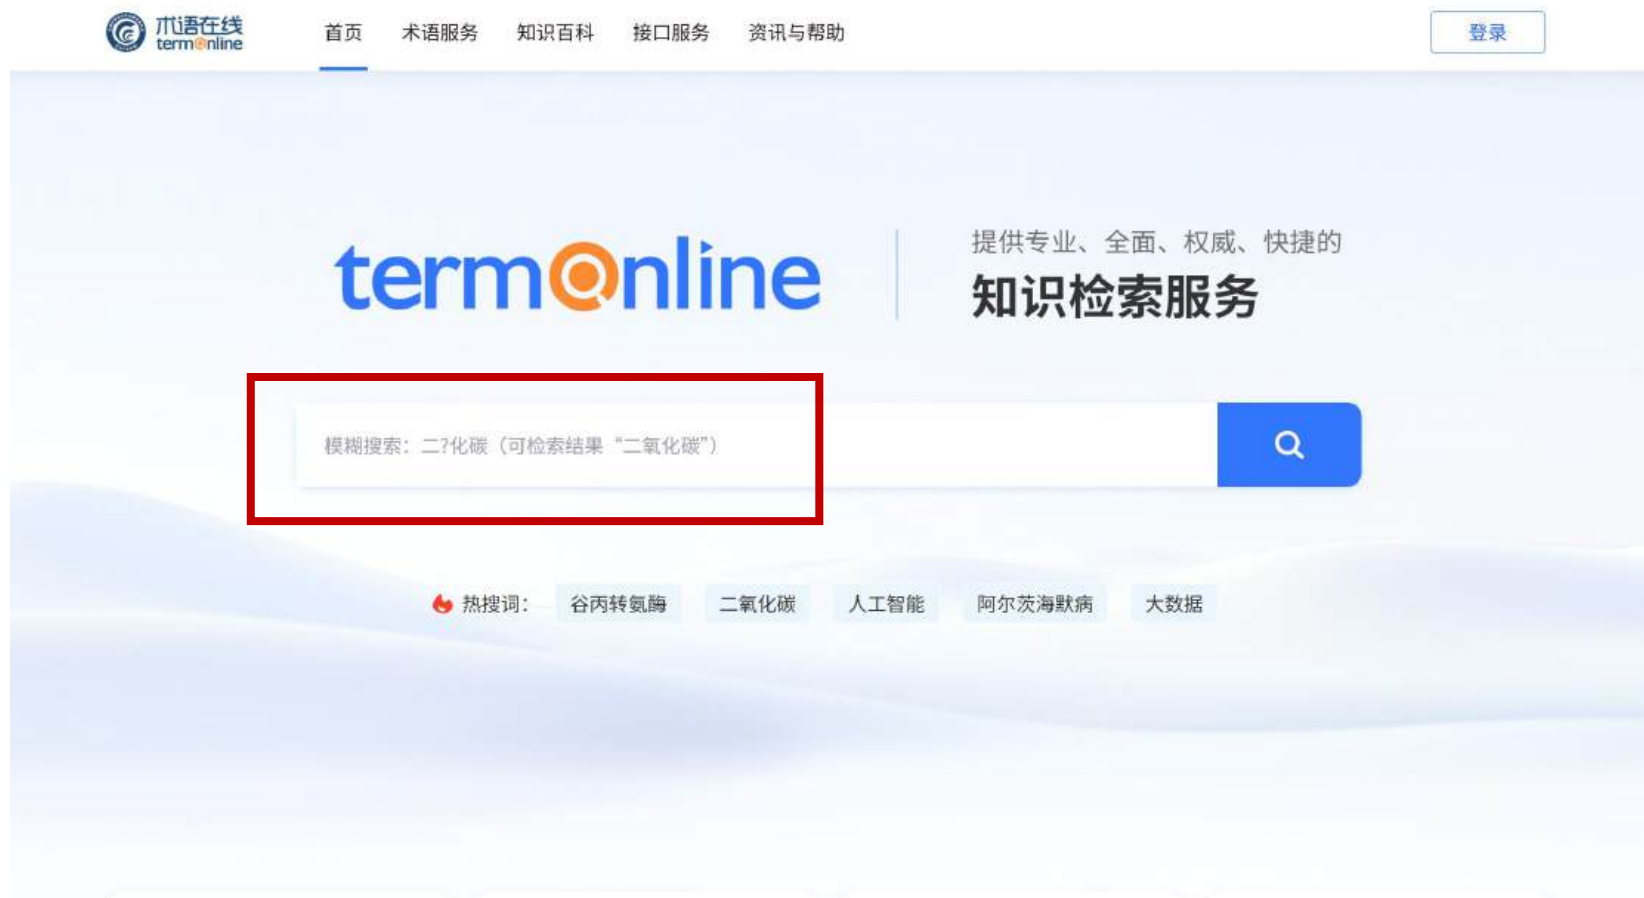 术语在线
termonline
首页 术语服务 知识百科 接口服务 资讯与帮助
登录
termonline
提供专业、全面、权威、快捷的
知识检索服务
模糊搜索：二?化碳（可检索结果“二氧化碳”）
热搜词： 谷丙转氨酶 二氧化碳 人工智能 阿尔茨海默病 大数据